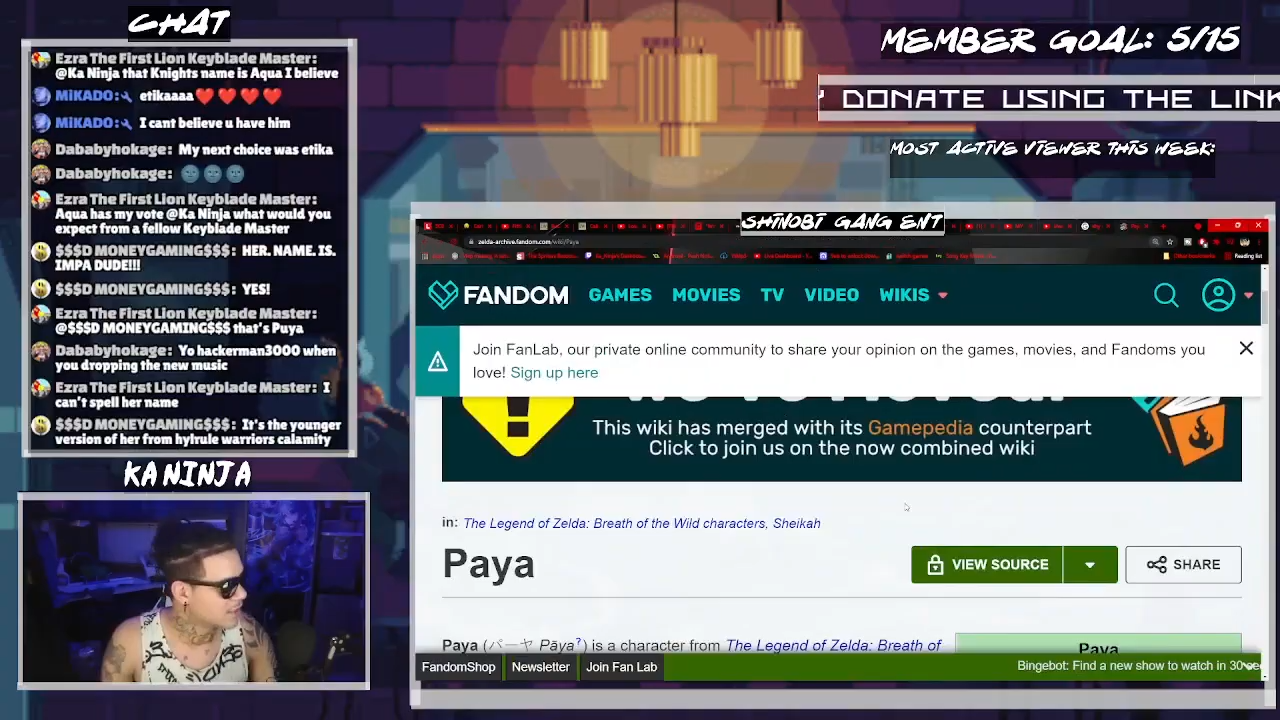 CHAT
Ezra The First Lion Keyblade Master:
@Ka Ninja that Knights name is Aqua I believe
MiKADO: etikaaaa
MiKADO: I cant believe u have him
Dababyhokage: My next choice was etika
Dababyhokage:
Ezra The First Lion Keyblade Master:
Aqua has my vote @Ka Ninja what would you
expect from a fellow Keyblade Master
$$$D MONEYGAMING$$$: HER. NAME. IS.
IMPA DUDE!!!
$$$D MONEYGAMING$$$: YES!
Ezra The First Lion Keyblade Master:
@$$$D MONEYGAMING$$$ that's Puya
Dababyhokage: Yo hackerman3000 when
you dropping the new music
Ezra The First Lion Keyblade Master: I
can't spell her name
$$$D MONEYGAMING$$$: It's the younger
version of her from hylrule warriors calamity
KA NINJA
MEMBER GOAL: 5/15
DONATE USING THE LINK
MOST ACTIVE VIEWER THIS WEEK:
SHINOBI GANG ENT
zelda-archive.fandom.com/wiki/Paya
Reading list
FANDOM
GAMES MOVIES TV VIDEO WIKIS
Join FanLab, our private online community to share your opinion on the games, movies, and Fandoms you
love! Sign up here
This wiki has merged with its Gamepedia counterpart
Click to join us on the now combined wiki
in: The Legend of Zelda: Breath of the Wild characters, Sheikah
Paya
VIEW SOURCE
SHARE
Paya (パーヤ Pāya?) is a character from The Legend of Zelda: Breath of
Paya
FandomShop Newsletter Join Fan Lab
Bingebot: Find a new show to watch in 30